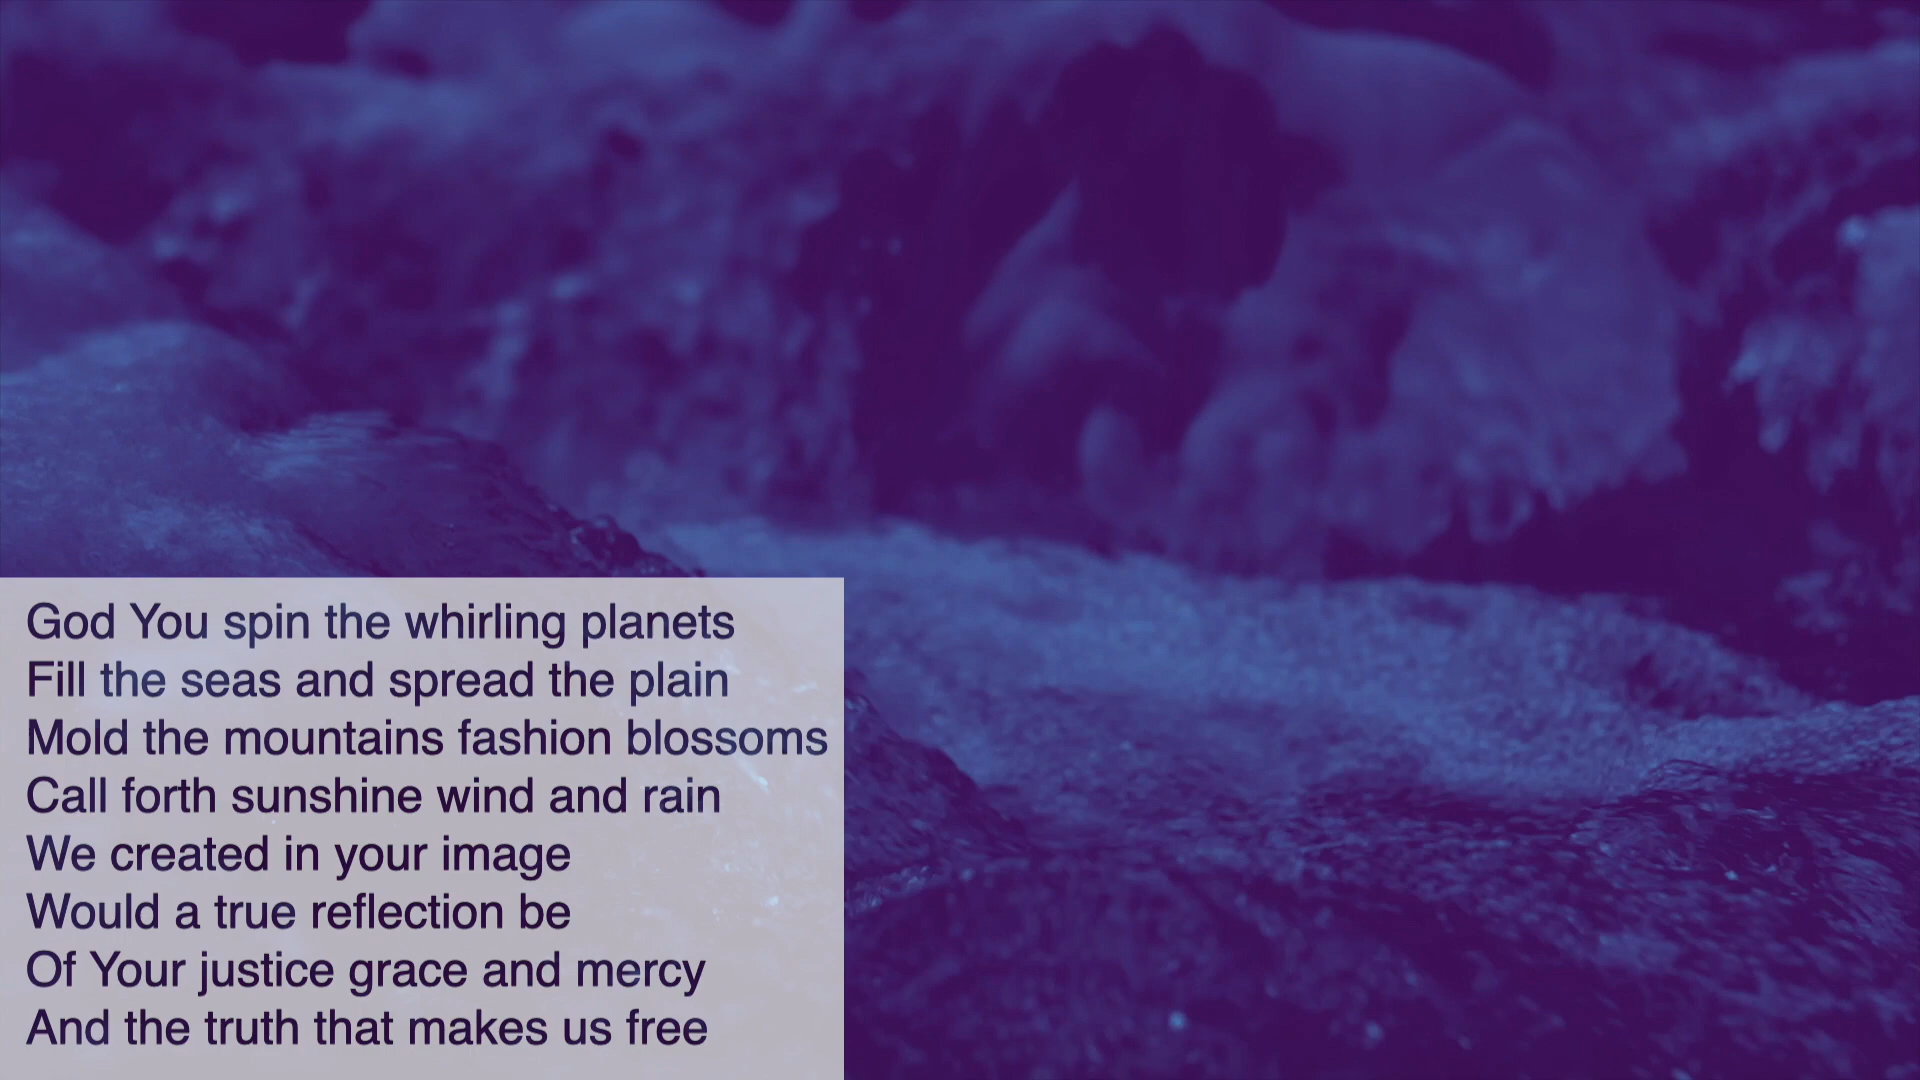 God You spin the whirling planets
Fill the seas and spread the plain
Mold the mountains fashion blossoms
Call forth sunshine wind and rain
We created in your image
Would a true reflection be
Of Your justice grace and mercy
And the truth that makes us free